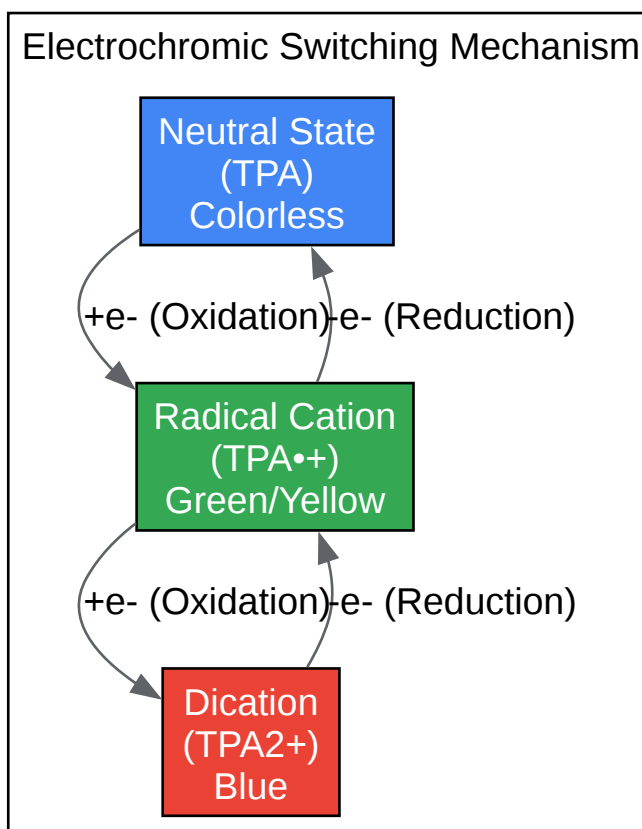 Electrochromic Switching Mechanism
Neutral State
(TPA)
Colorless
+e- (Oxidation)
-e- (Reduction)
Radical Cation
(TPA•+)
Green/Yellow
+e- (Oxidation)
-e- (Reduction)
Dication
(TPA2+)
Blue